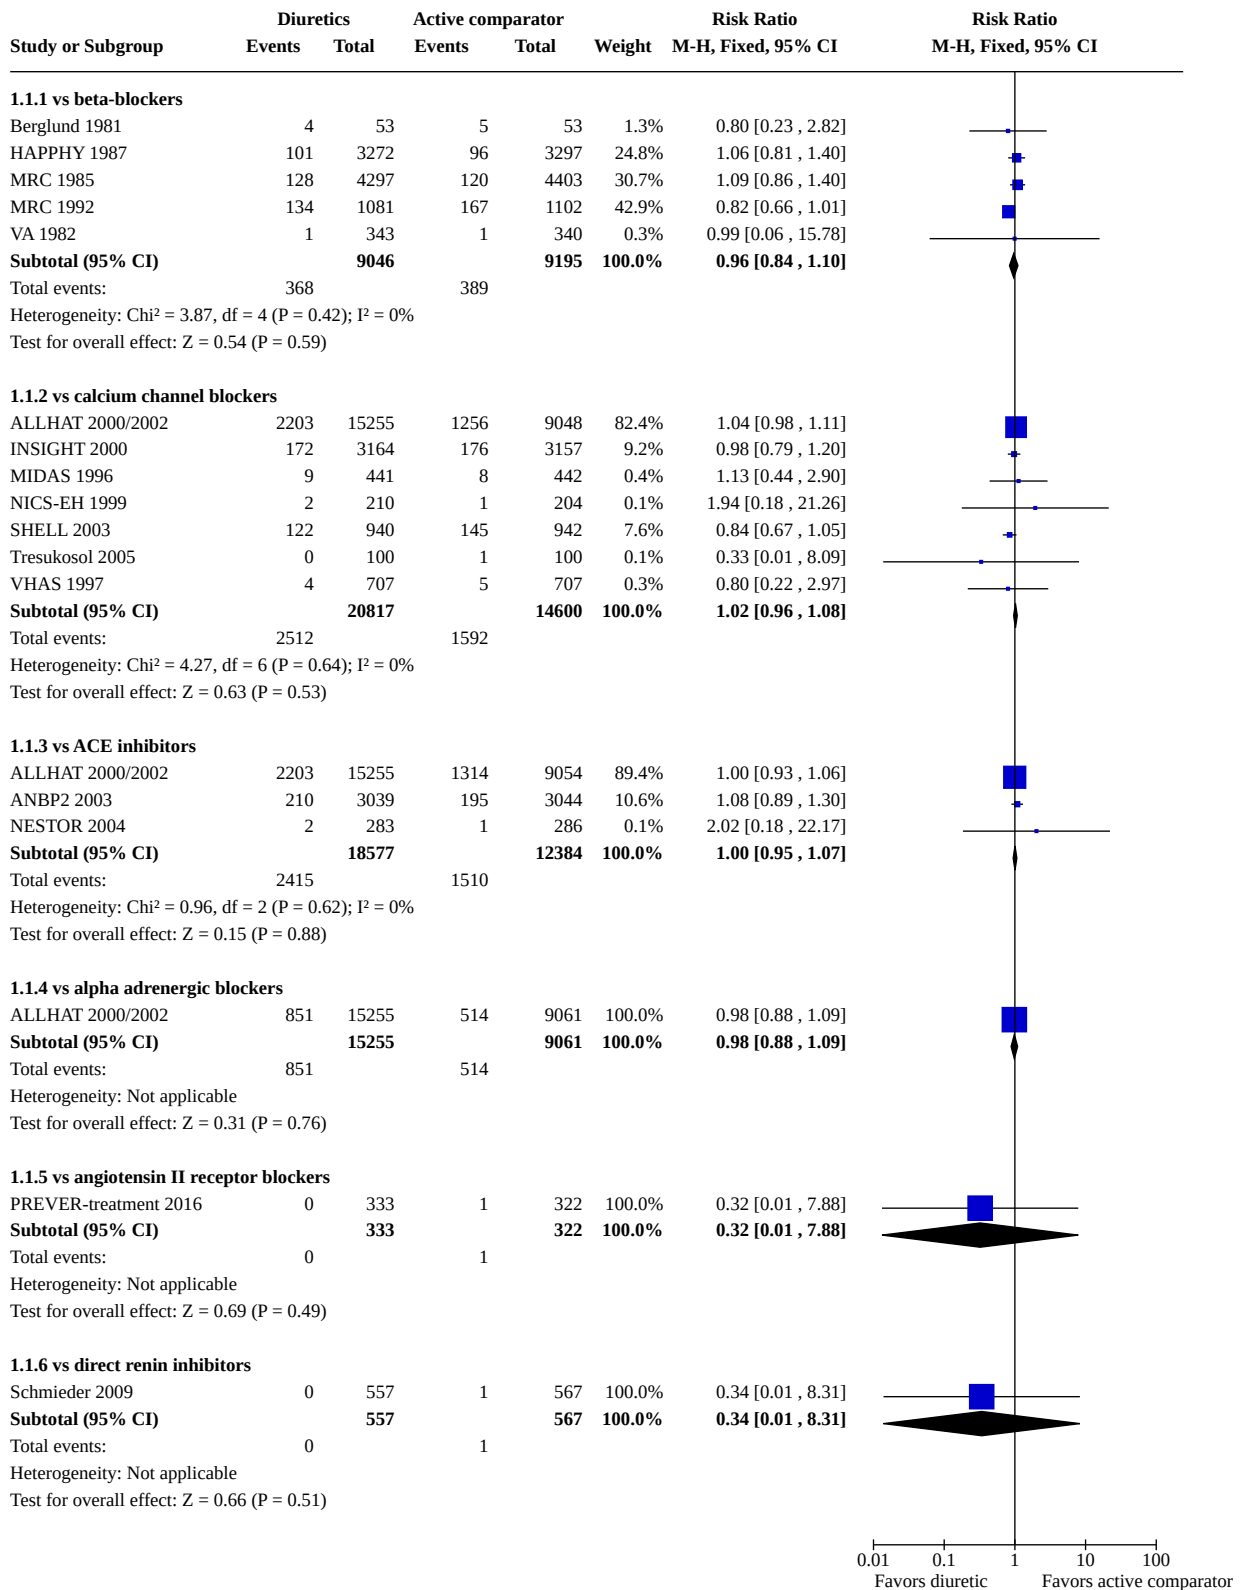 Diuretics Active comparator Risk Ratio Risk Ratio
Study or Subgroup Events Total Events Total Weight M-H, Fixed, 95% CI M-H, Fixed, 95% CI
1.1.1 vs beta-blockers
Berglund 1981 4 53 5 53 1.3% 0.80 [0.23 , 2.82]
HAPPHY 1987 101 3272 96 3297 24.8% 1.06 [0.81 , 1.40]
MRC 1985 128 4297 120 4403 30.7% 1.09 [0.86 , 1.40]
MRC 1992 134 1081 167 1102 42.9% 0.82 [0.66 , 1.01]
VA 1982 1 343 1 340 0.3% 0.99 [0.06 , 15.78]
Subtotal (95% CI) 9046 9195 100.0% 0.96 [0.84 , 1.10]
Total events: 368 389
Heterogeneity: Chi² = 3.87, df = 4 (P = 0.42); I² = 0%
Test for overall effect: Z = 0.54 (P = 0.59)
1.1.2 vs calcium channel blockers
ALLHAT 2000/2002 2203 15255 1256 9048 82.4% 1.04 [0.98 , 1.11]
INSIGHT 2000 172 3164 176 3157 9.2% 0.98 [0.79 , 1.20]
MIDAS 1996 9 441 8 442 0.4% 1.13 [0.44 , 2.90]
NICS-EH 1999 2 210 1 204 0.1% 1.94 [0.18 , 21.26]
SHELL 2003 122 940 145 942 7.6% 0.84 [0.67 , 1.05]
Tresukosol 2005 0 100 1 100 0.1% 0.33 [0.01 , 8.09]
VHAS 1997 4 707 5 707 0.3% 0.80 [0.22 , 2.97]
Subtotal (95% CI) 20817 14600 100.0% 1.02 [0.96 , 1.08]
Total events: 2512 1592
Heterogeneity: Chi² = 4.27, df = 6 (P = 0.64); I² = 0%
Test for overall effect: Z = 0.63 (P = 0.53)
1.1.3 vs ACE inhibitors
ALLHAT 2000/2002 2203 15255 1314 9054 89.4% 1.00 [0.93 , 1.06]
ANBP2 2003 210 3039 195 3044 10.6% 1.08 [0.89 , 1.30]
NESTOR 2004 2 283 1 286 0.1% 2.02 [0.18 , 22.17]
Subtotal (95% CI) 18577 12384 100.0% 1.00 [0.95 , 1.07]
Total events: 2415 1510
Heterogeneity: Chi² = 0.96, df = 2 (P = 0.62); I² = 0%
Test for overall effect: Z = 0.15 (P = 0.88)
1.1.4 vs alpha adrenergic blockers
ALLHAT 2000/2002 851 15255 514 9061 100.0% 0.98 [0.88 , 1.09]
Subtotal (95% CI) 15255 9061 100.0% 0.98 [0.88 , 1.09]
Total events: 851 514
Heterogeneity: Not applicable
Test for overall effect: Z = 0.31 (P = 0.76)
1.1.5 vs angiotensin II receptor blockers
PREVER-treatment 2016 0 333 1 322 100.0% 0.32 [0.01 , 7.88]
Subtotal (95% CI) 333 322 100.0% 0.32 [0.01 , 7.88]
Total events: 0 1
Heterogeneity: Not applicable
Test for overall effect: Z = 0.69 (P = 0.49)
1.1.6 vs direct renin inhibitors
Schmieder 2009 0 557 1 567 100.0% 0.34 [0.01 , 8.31]
Subtotal (95% CI) 557 567 100.0% 0.34 [0.01 , 8.31]
Total events: 0 1
Heterogeneity: Not applicable
Test for overall effect: Z = 0.66 (P = 0.51)
0.01 0.1 1 10 100
Favors diuretic Favors active comparator